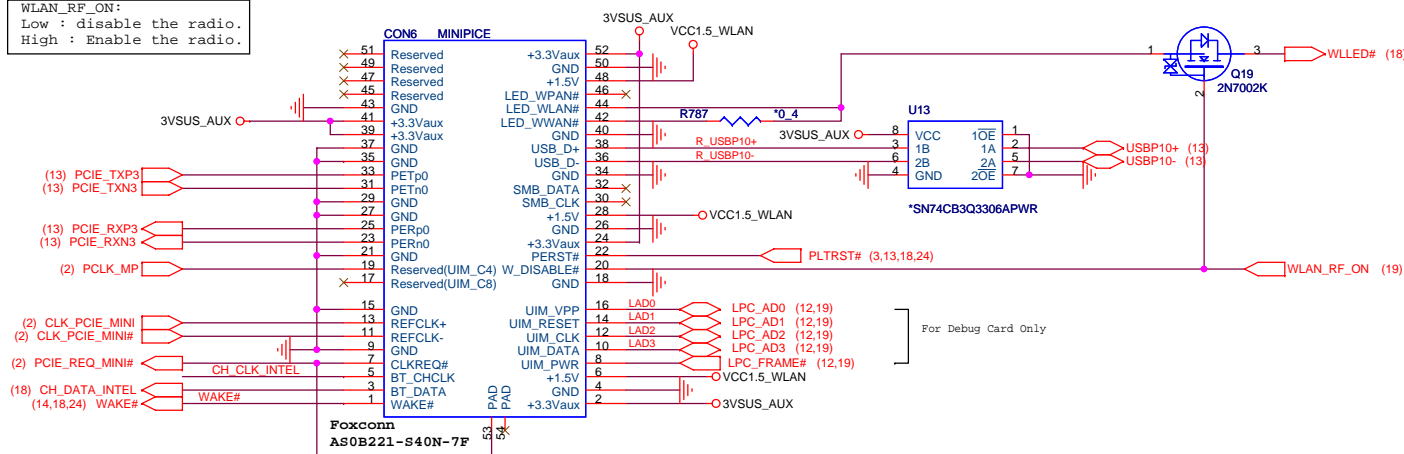 WLAN_RF_ON:
Low : disable the radio.
High : Enable the radio.
CON6 MINIPICE
3VSUS_AUX
VCC1.5_WLAN
51 Reserved +3.3Vaux 52
49 Reserved GND 50
47 Reserved +1.5V 48
45 Reserved LED_WPAN# 46
43 GND LED_WLAN# 44
3VSUS_AUX 41 +3.3Vaux LED_WWAN# 42 R787 *0_4
39 +3.3Vaux GND 40
37 GND USB_D+ 38 R_USBP10+
35 GND USB_D- 36 R_USBP10-
(13) PCIE_TXP3 33 PETp0 GND 34
(13) PCIE_TXN3 31 PETn0 SMB_DATA 32
29 GND SMB_CLK 30
27 GND +1.5V 28 VCC1.5_WLAN
(13) PCIE_RXP3 25 PERp0 GND 26
(13) PCIE_RXN3 23 PERn0 +3.3Vaux 24
21 GND PERST# 22 PLTRST# (3,13,18,24)
(2) PCLK_MP 19 Reserved(UIM_C4) W_DISABLE# 20 WLAN_RF_ON (19)
17 Reserved(UIM_C8) GND 18
15 GND UIM_VPP 16 LAD0 LPC_AD0 (12,19)
(2) CLK_PCIE_MINI 13 REFCLK+ UIM_RESET 14 LAD1 LPC_AD1 (12,19)
(2) CLK_PCIE_MINI# 11 REFCLK- UIM_CLK 12 LAD2 LPC_AD2 (12,19)
9 GND UIM_DATA 10 LAD3 LPC_AD3 (12,19)
(2) PCIE_REQ_MINI# 7 CLKREQ# UIM_PWR 8 LPC_FRAME# (12,19)
CH_CLK_INTEL 5 BT_CHCLK +1.5V 6 VCC1.5_WLAN
(18) CH_DATA_INTEL 3 BT_DATA GND 4
(14,18,24) WAKE# WAKE# 1 WAKE# +3.3Vaux 2 3VSUS_AUX
PAD PAD
53 54
Foxconn
AS0B221-S40N-7F
For Debug Card Only
U13
3VSUS_AUX 8 VCC 1OE 1
3 1B 1A 2 USBP10+ (13)
6 2B 2A 5 USBP10- (13)
4 GND 2OE 7
*SN74CB3Q3306APWR
1 3 WLLED# (18)
2
Q19
2N7002K